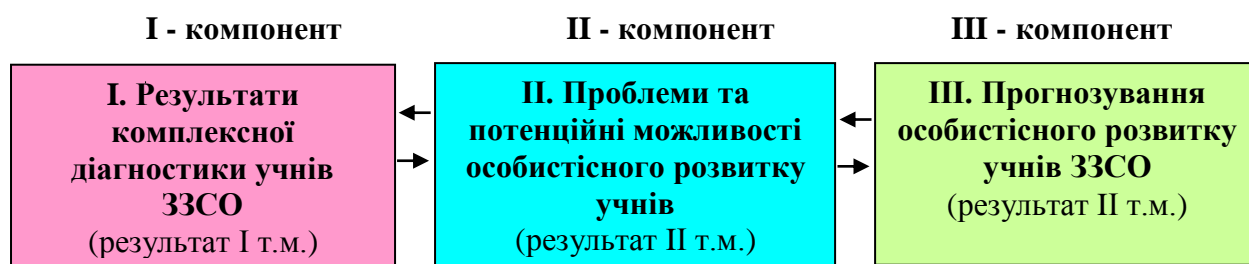 I - компонент
II - компонент
III - компонент
I. Результати
комплексної
діагностики учнів
ЗЗСО
(результат I т.м.)
II. Проблеми та
потенційні можливості
особистісного розвитку
учнів
(результат II т.м.)
III. Прогнозування
особистісного розвитку
учнів ЗЗСО
(результат II т.м.)